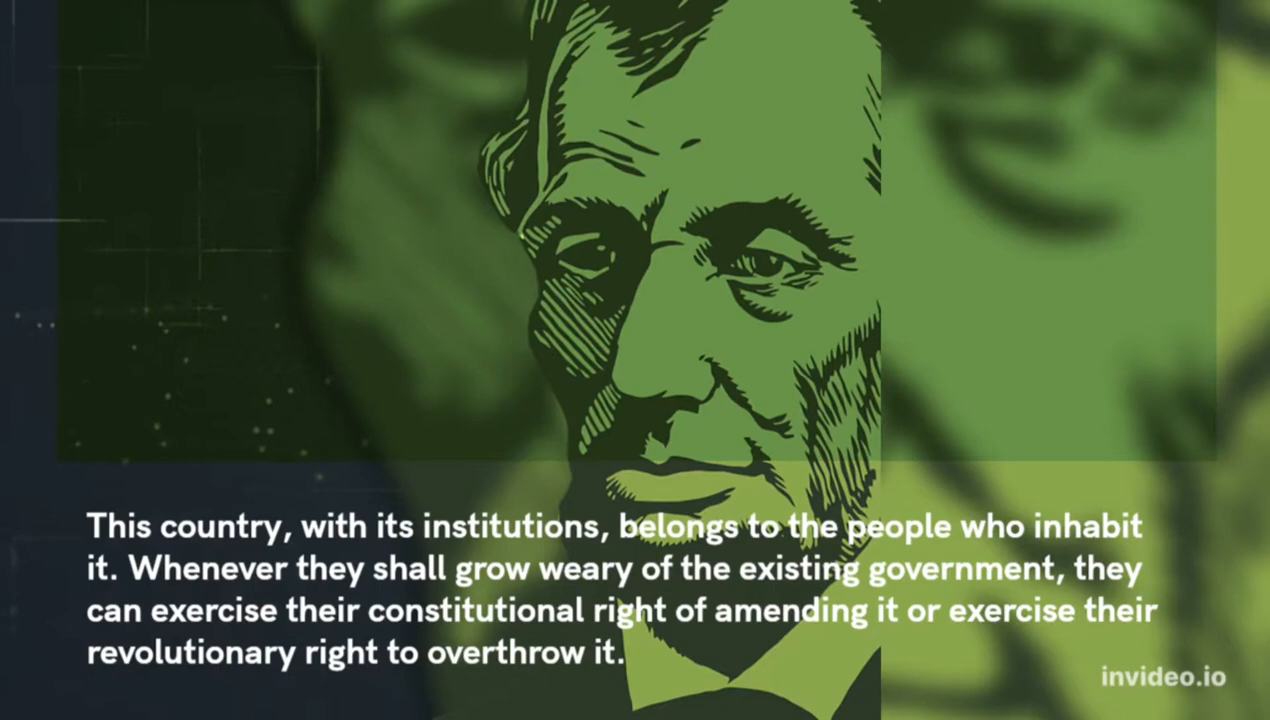 This country, with its institutions, belongs to the people who inhabit
it. Whenever they shall grow weary of the existing government, they
can exercise their constitutional right of amending it or exercise their
revolutionary right to overthrow it.
invideo.io